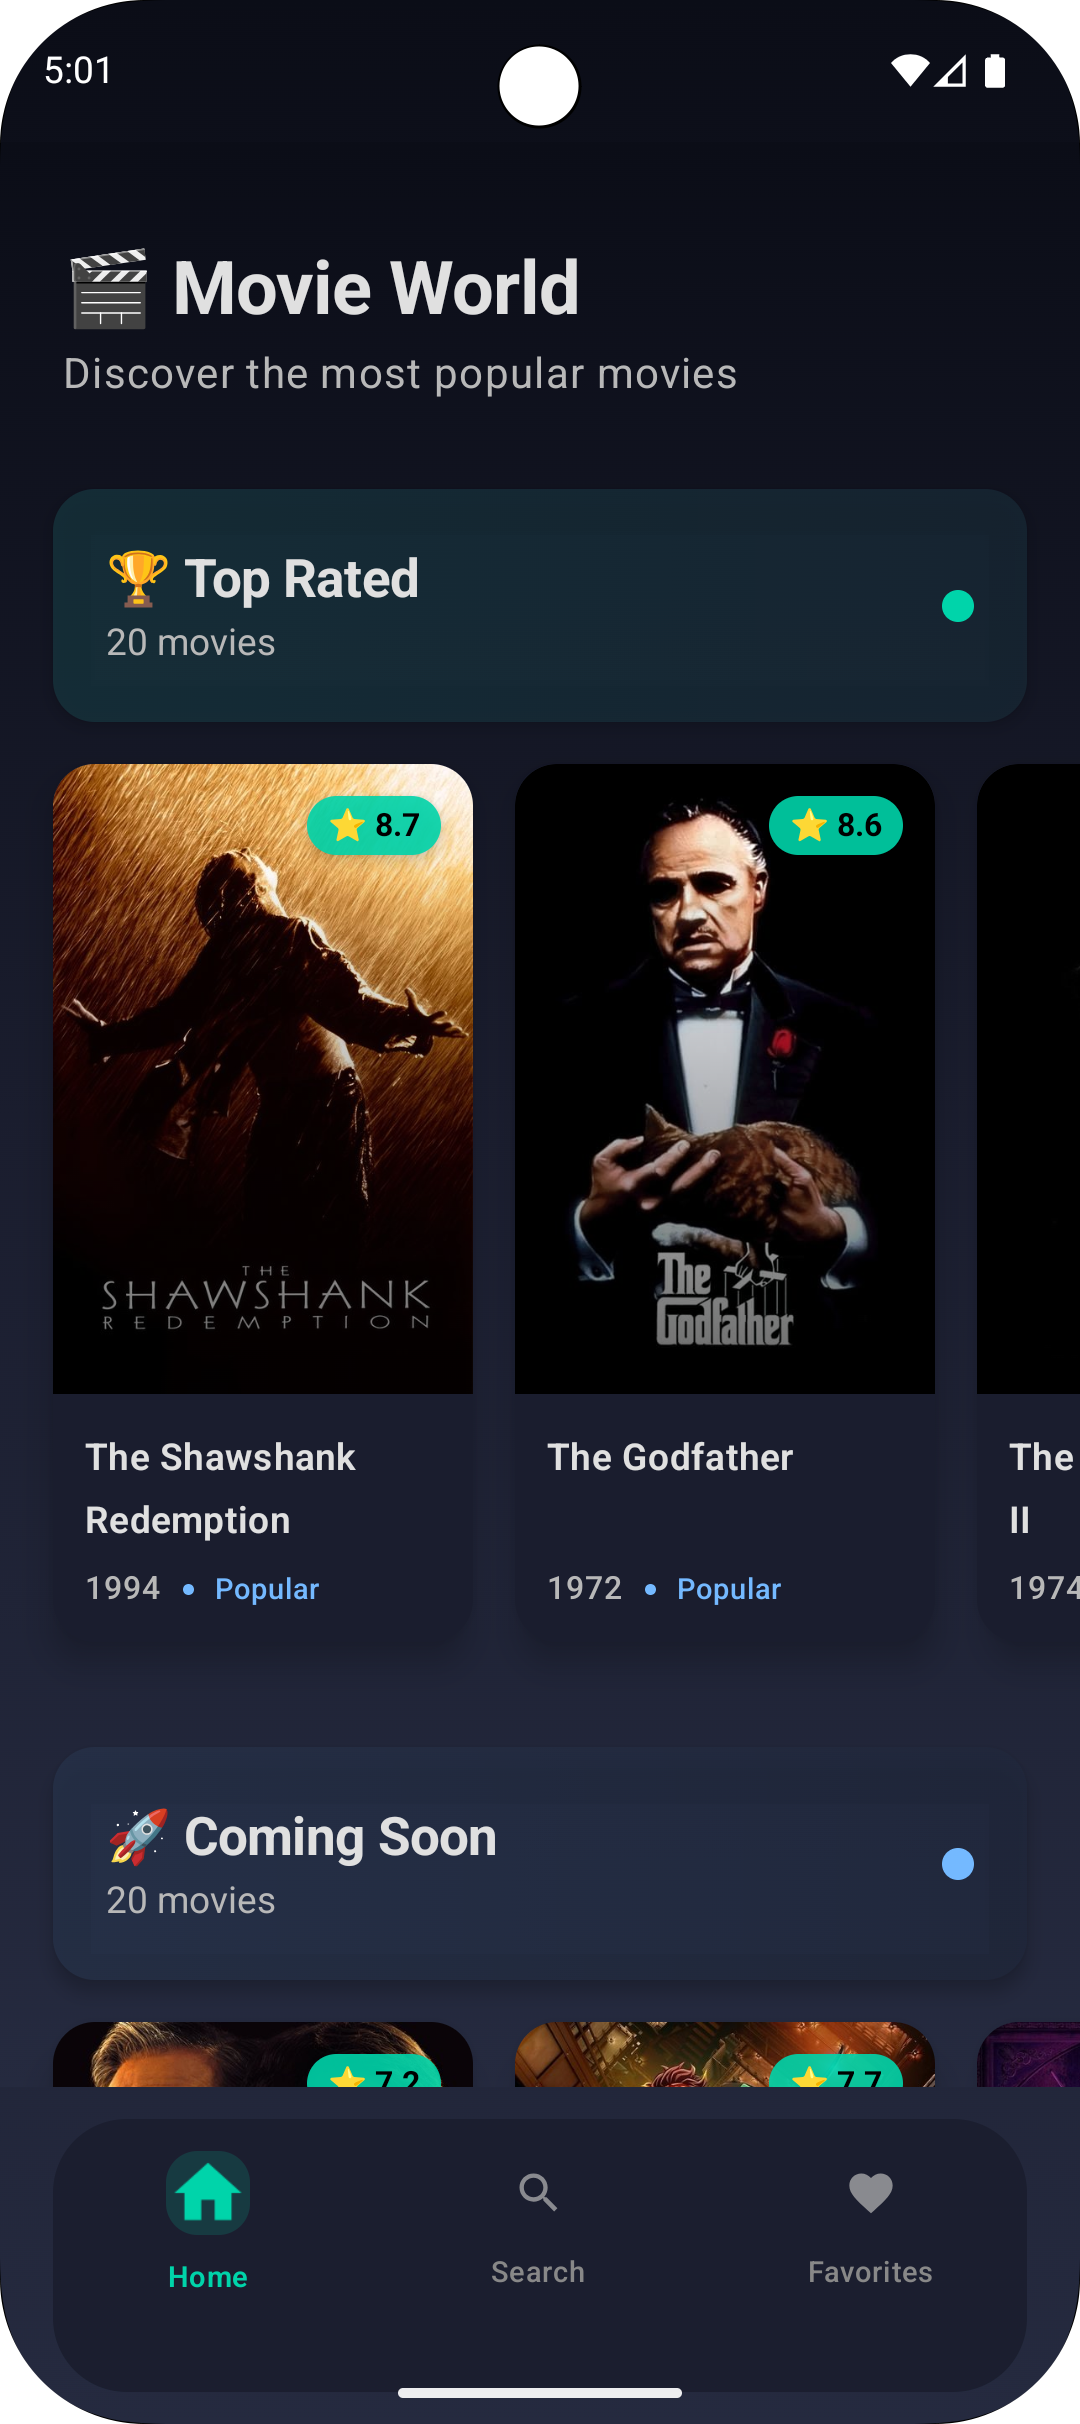 5:01
🎬 Movie World
Discover the most popular movies
🏆 Top Rated
20 movies
⭐ 8.7
⭐ 8.6
THE
SHAWSHANK
REDEMPTION
The
Godfather
The Shawshank
Redemption
1994 • Popular
The Godfather
1972 • Popular
The
II
1974
🚀 Coming Soon
20 movies
⭐ 7.2
⭐ 7.7
Home
Search
Favorites